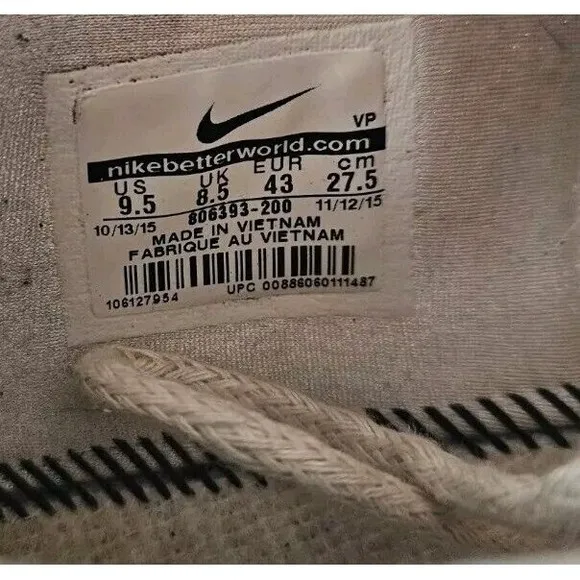 VP
nikebetterworld.com
US UK EUR cm
9.5 8.5 43 27.5
806393-200
10/13/15 11/12/15
MADE IN VIETNAM
FABRIQUE AU VIETNAM
106127954 UPC 00886060111487